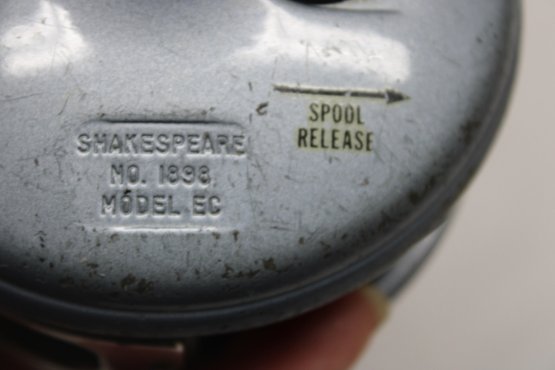 SHAKESPEARE
NO. 1898
MODEL EC
SPOOL
RELEASE